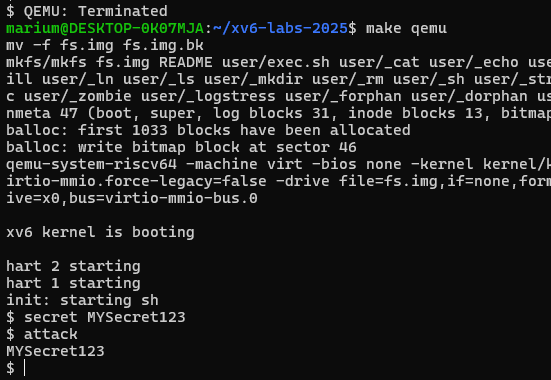 $ QEMU: Terminated
marium@DESKTOP-0K07MJA:~/xv6-labs-2025$ make qemu
mv -f fs.img fs.img.bk
mkfs/mkfs fs.img README user/exec.sh user/_cat user/_echo use
ill user/_ln user/_ls user/_mkdir user/_rm user/_sh user/_str
c user/_zombie user/_logstress user/_forphan user/_dorphan us
nmeta 47 (boot, super, log blocks 31, inode blocks 13, bitmap
balloc: first 1033 blocks have been allocated
balloc: write bitmap block at sector 46
qemu-system-riscv64 -machine virt -bios none -kernel kernel/k
irtio-mmio.force-legacy=false -drive file=fs.img,if=none,form
ive=x0,bus=virtio-mmio-bus.0
xv6 kernel is booting
hart 2 starting
hart 1 starting
init: starting sh
$ secret MYSecret123
$ attack
MYSecret123
$